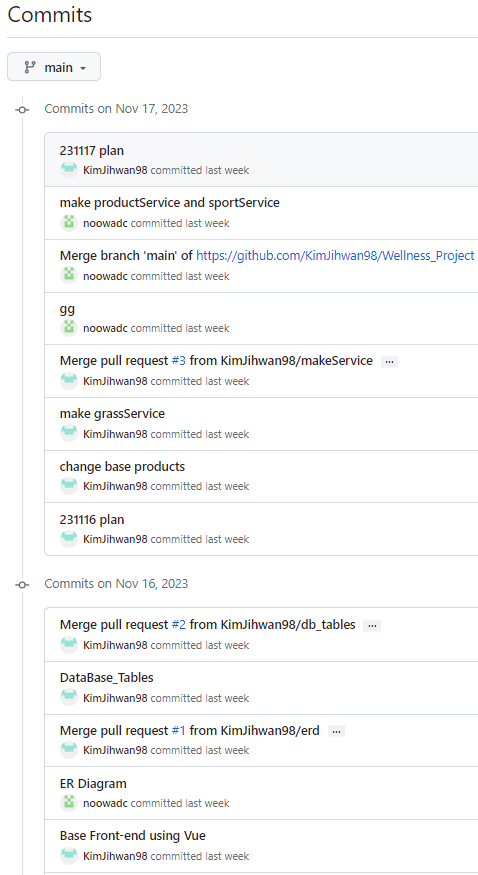 Commits
main
Commits on Nov 17, 2023
231117 plan
KimJihwan98 committed last week
make productService and sportService
noowadc committed last week
Merge branch 'main' of https://github.com/KimJihwan98/Wellness_Project
noowadc committed last week
gg
noowadc committed last week
Merge pull request #3 from KimJihwan98/makeService ...
KimJihwan98 committed last week
make grassService
KimJihwan98 committed last week
change base products
KimJihwan98 committed last week
231116 plan
KimJihwan98 committed last week
Commits on Nov 16, 2023
Merge pull request #2 from KimJihwan98/db_tables ...
KimJihwan98 committed last week
DataBase_Tables
KimJihwan98 committed last week
Merge pull request #1 from KimJihwan98/erd ...
KimJihwan98 committed last week
ER Diagram
noowadc committed last week
Base Front-end using Vue
KimJihwan98 committed last week